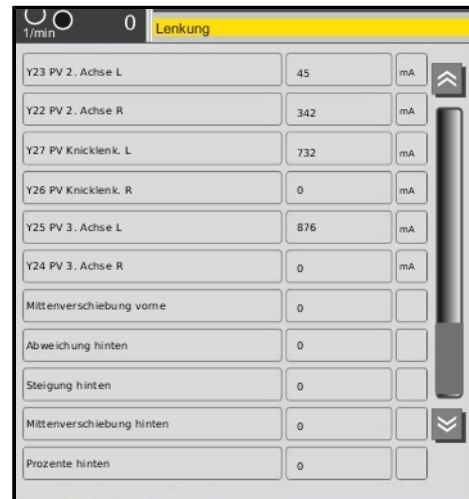 1/min 0 Lenkung
Y23 PV 2. Achse L 45 mA
Y22 PV 2. Achse R 342 mA
Y27 PV Knicklenk. L 732 mA
Y26 PV Knicklenk. R 0 mA
Y25 PV 3. Achse L 876 mA
Y24 PV 3. Achse R 0 mA
Mittenverschiebung vorne 0
Abweichung hinten 0
Steigung hinten 0
Mittenverschiebung hinten 0
Prozente hinten 0